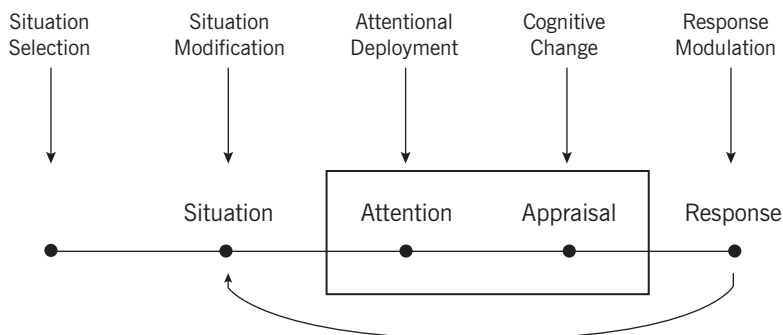 Situation
Selection
Situation
Modification
Attentional
Deployment
Cognitive
Change
Response
Modulation
Situation
Attention
Appraisal
Response